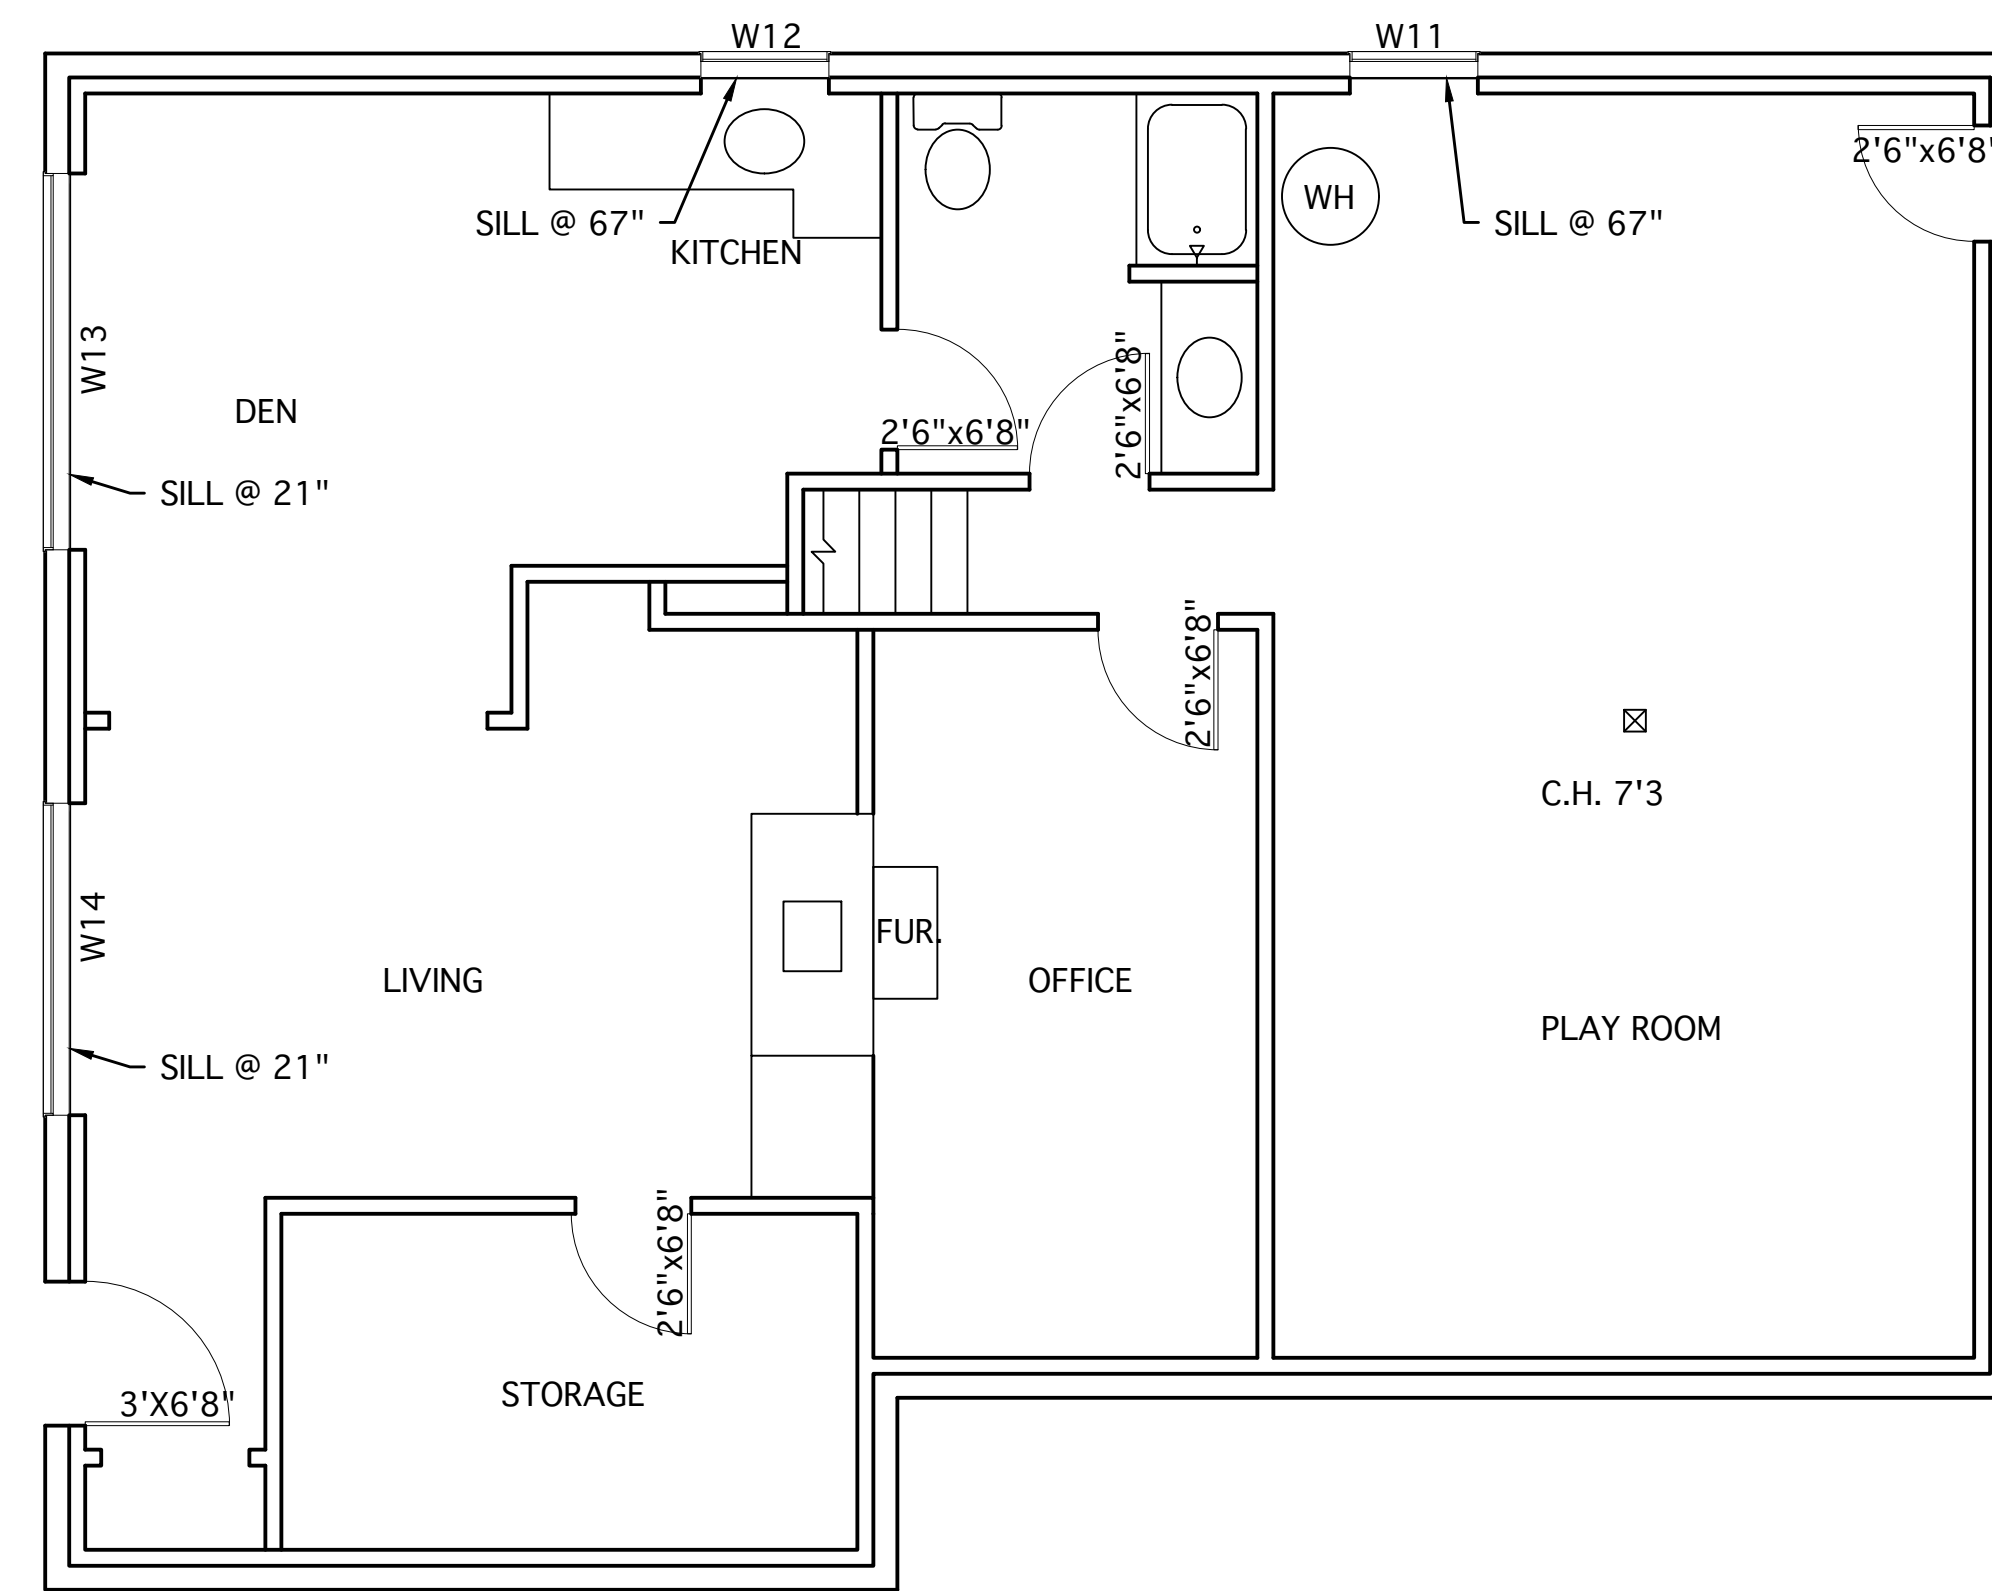 W12
W11
2'6"x6'8"
WH
SILL @ 67"
SILL @ 67"
KITCHEN
W13
DEN
2'6"x6'8"
2'6"x6'8"
SILL @ 21"
2'6"x6'8"
C.H. 7'3
W14
FUR.
LIVING
OFFICE
PLAY ROOM
SILL @ 21"
2'6"x6'8"
3'X6'8"
STORAGE